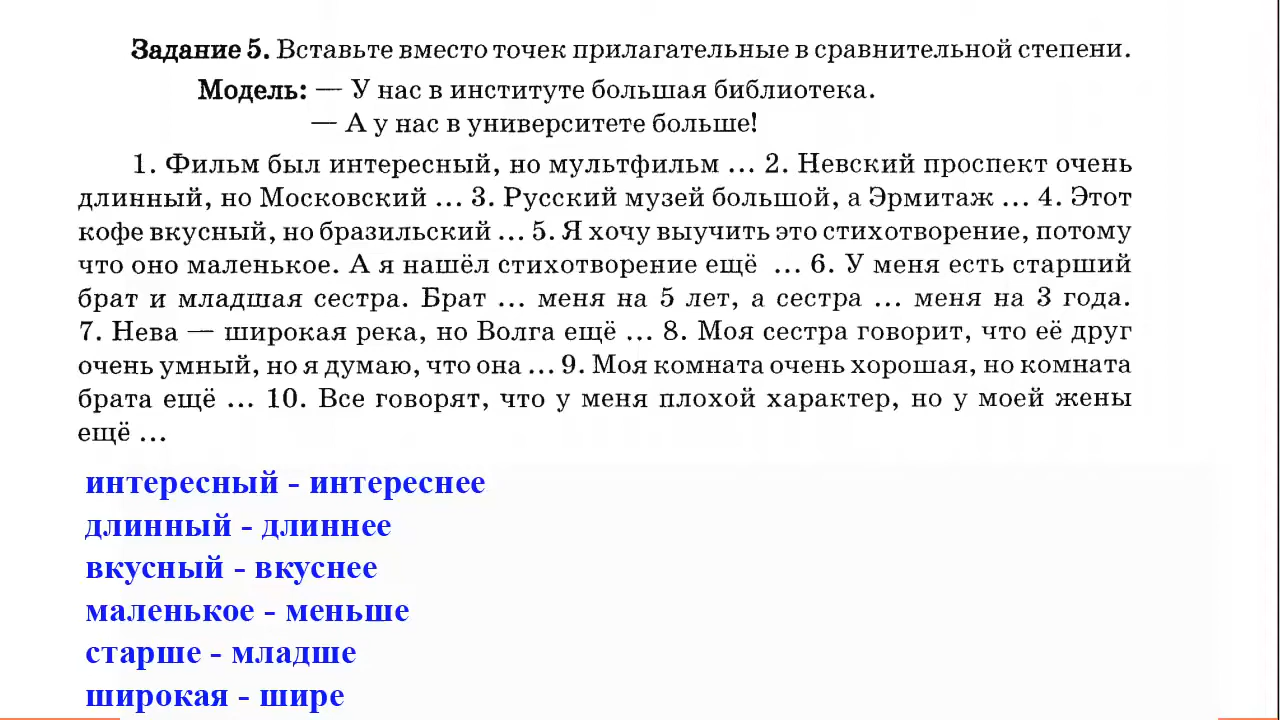 Задание 5. Вставьте вместо точек прилагательные в сравнительной степени.
Модель: — У нас в институте большая библиотека.
— А у нас в университете больше!
1. Фильм был интересный, но мультфильм ... 2. Невский проспект очень
длинный, но Московский ... 3. Русский музей большой, а Эрмитаж ... 4. Этот
кофе вкусный, но бразильский ... 5. Я хочу выучить это стихотворение, потому
что оно маленькое. А я нашёл стихотворение ещё ... 6. У меня есть старший
брат и младшая сестра. Брат ... меня на 5 лет, а сестра ... меня на 3 года.
7. Нева — широкая река, но Волга ещё ... 8. Моя сестра говорит, что её друг
очень умный, но я думаю, что она ... 9. Моя комната очень хорошая, но комната
брата ещё ... 10. Все говорят, что у меня плохой характер, но у моей жены
ещё ...
интересный - интереснее
длинный - длиннее
вкусный - вкуснее
маленькое - меньше
старше - младше
широкая - шире